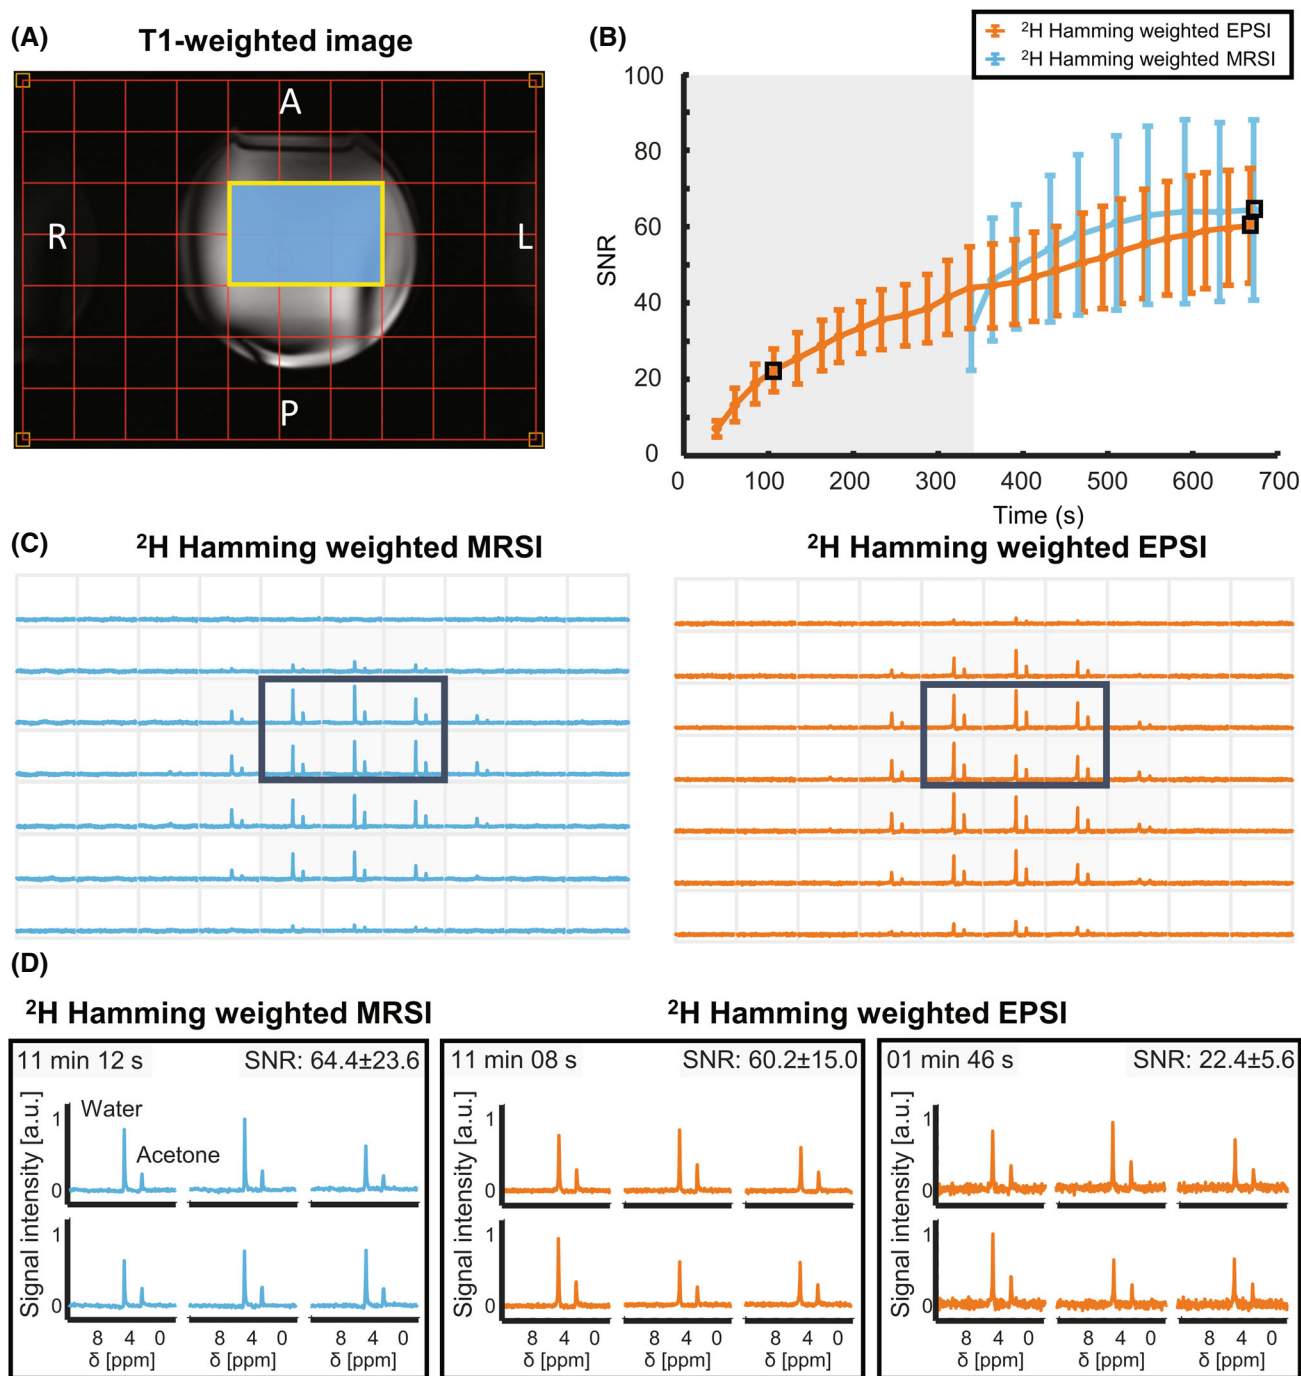 (A)
T1-weighted image
A
R
L
P
(B)
²H Hamming weighted EPSI
²H Hamming weighted MRSI
100
80
60
40
20
0
SNR
0 100 200 300 400 500 600 700
Time (s)
(C)
²H Hamming weighted MRSI
²H Hamming weighted EPSI
(D)
²H Hamming weighted MRSI
²H Hamming weighted EPSI
11 min 12 s SNR: 64.4±23.6
Water
Acetone
Signal intensity [a.u.]
1
0
1
0
8 4 0 8 4 0 8 4 0
δ [ppm] δ [ppm] δ [ppm]
11 min 08 s SNR: 60.2±15.0
Signal intensity [a.u.]
1
0
1
0
8 4 0 8 4 0 8 4 0
δ [ppm] δ [ppm] δ [ppm]
01 min 46 s SNR: 22.4±5.6
Signal intensity [a.u.]
1
0
1
0
8 4 0 8 4 0 8 4 0
δ [ppm] δ [ppm] δ [ppm]